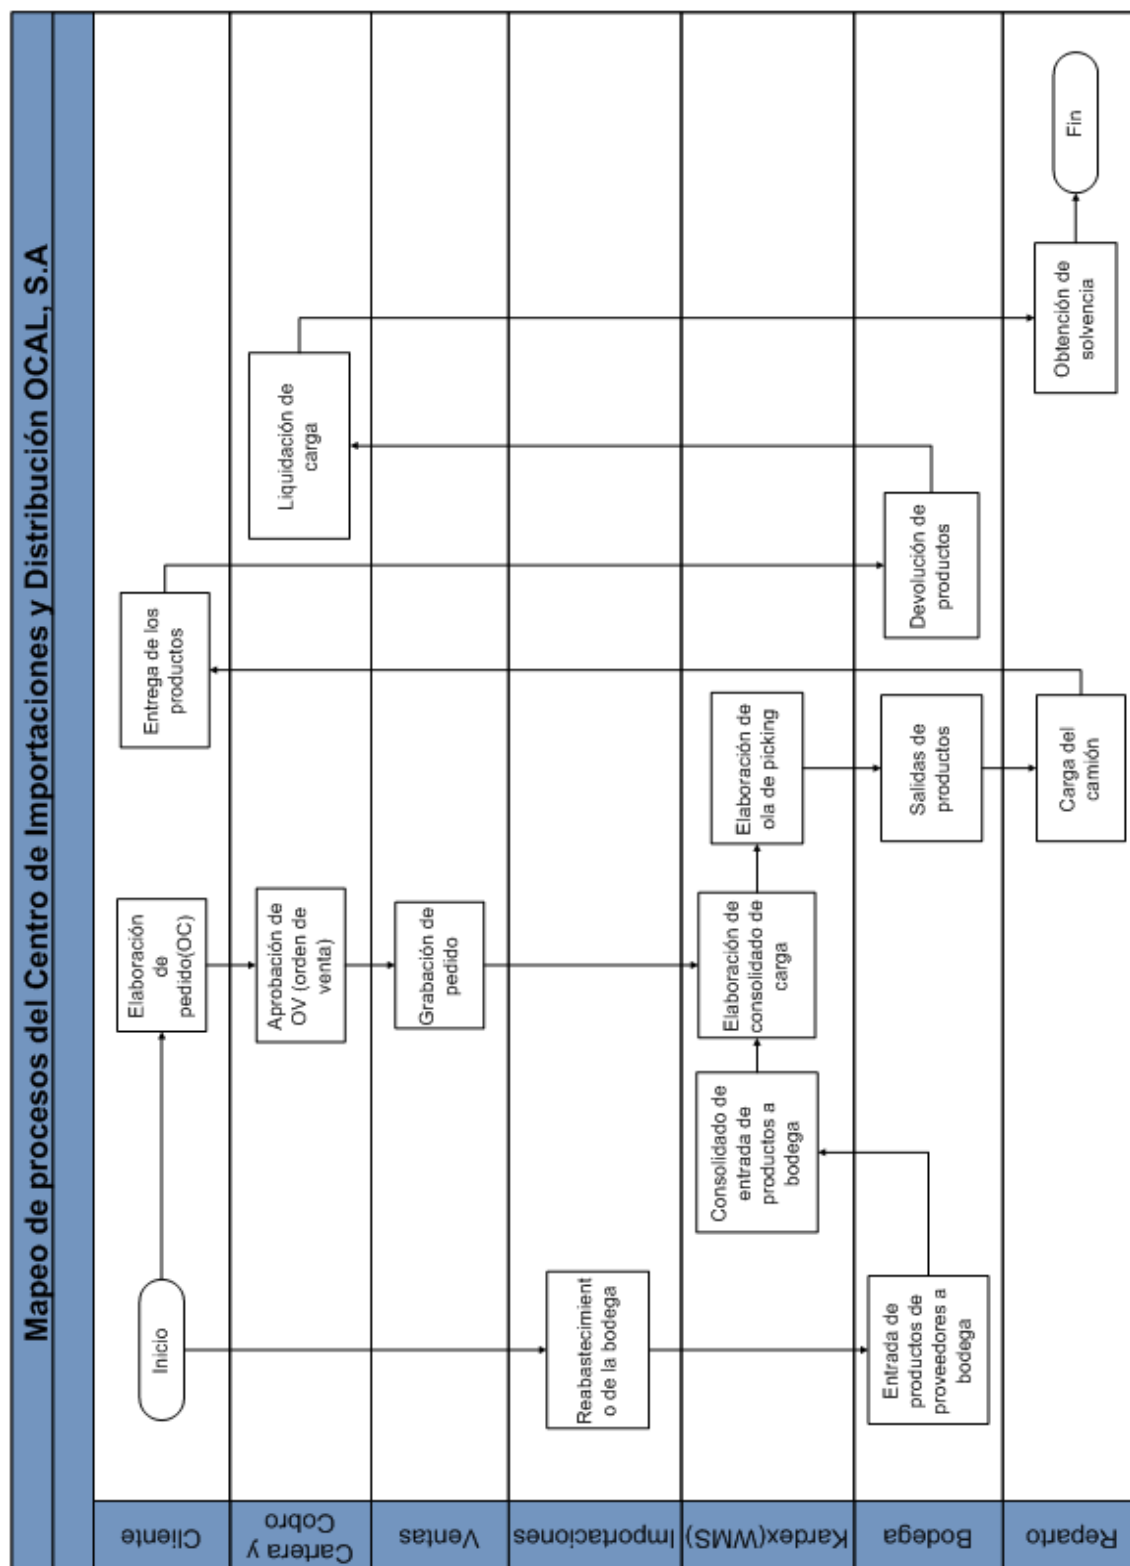 Mapeo de procesos del Centro de Importaciones y Distribución OCAL, S.A
Cliente
Inicio
Elaboración
de
pedido(OC)
Entrega de los
productos
Cartera y
Cobro
Aprobación de
OV (orden de
venta)
Liquidación de
carga
Ventas
Grabación de
pedido
Importaciones
Reabastecimient
o de la bodega
Kardex(WMS)
Consolidado de
entrada de
productos a
bodega
Elaboración de
consolidado de
carga
Elaboración de
ola de picking
Bodega
Entrada de
productos de
proveedores a
bodega
Salidas de
productos
Devolución de
productos
Reparto
Carga del
camión
Obtención de
solvencia
Fin